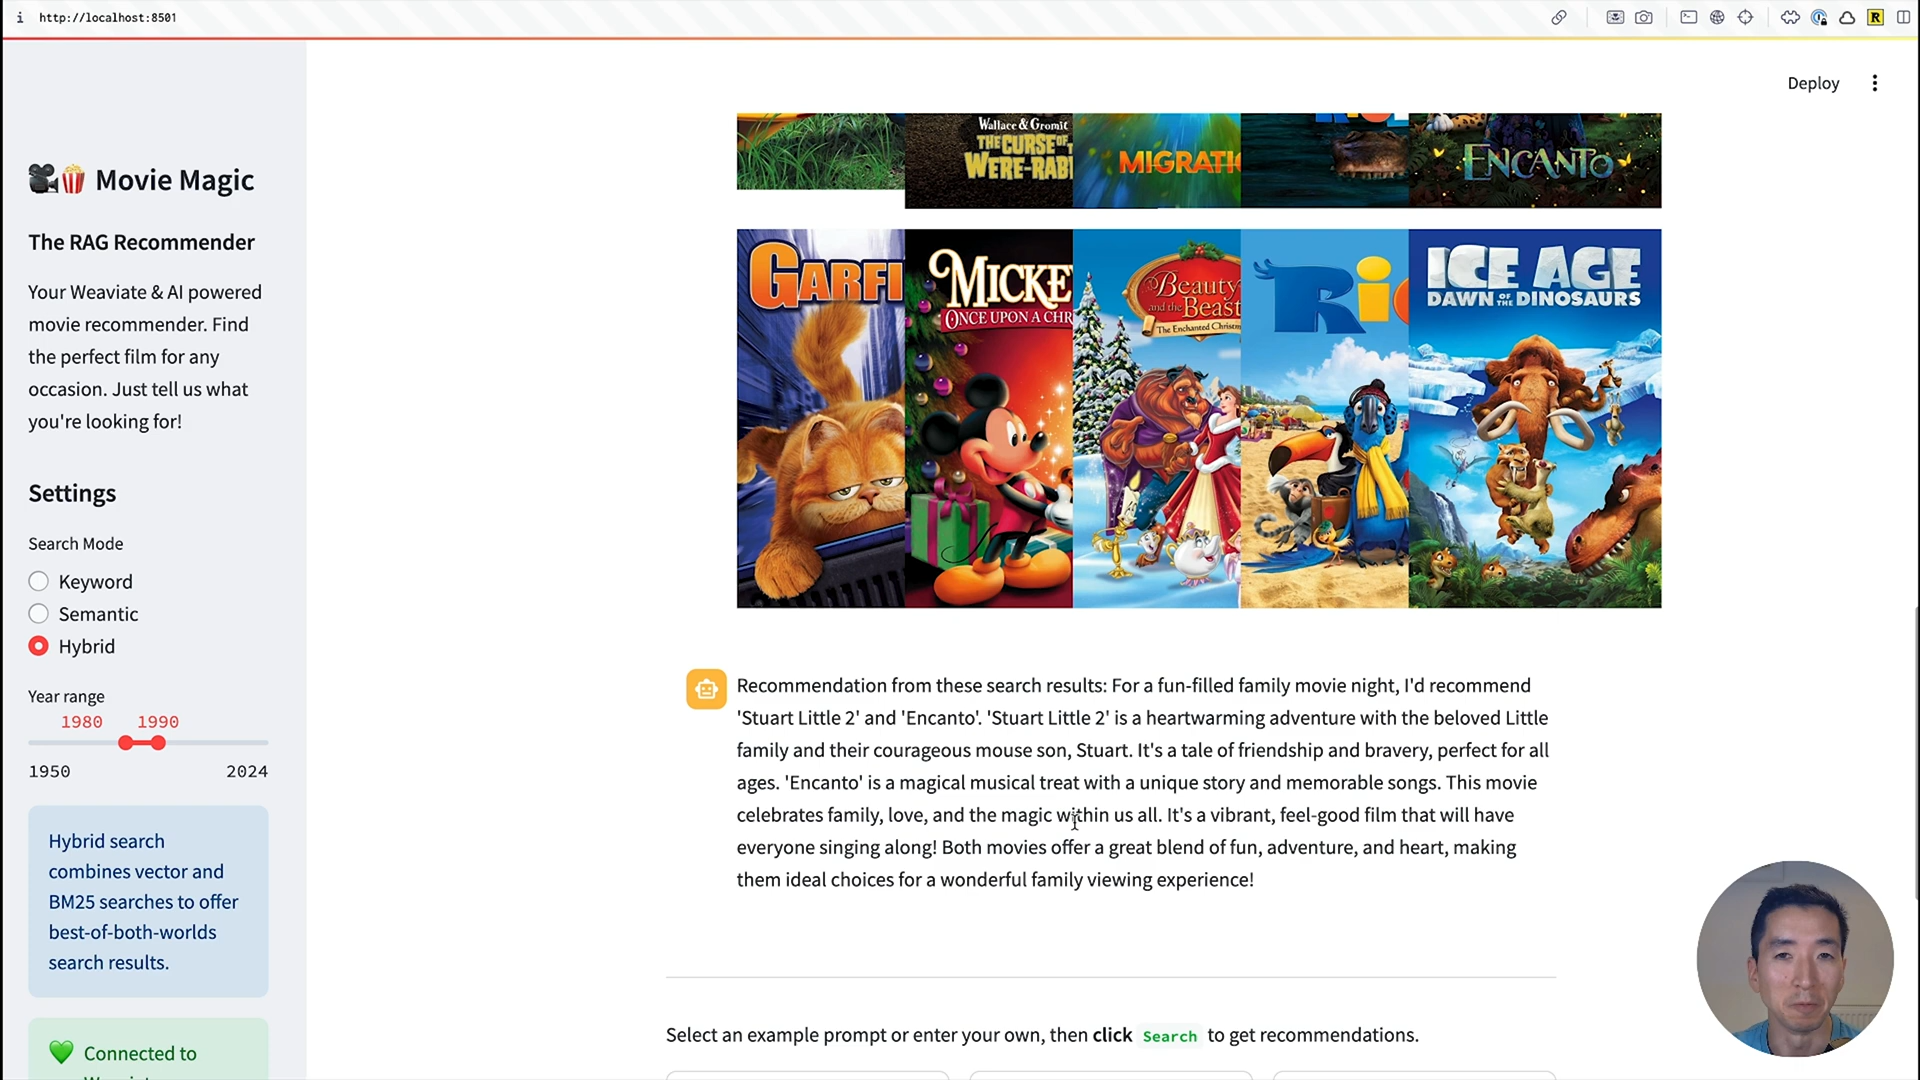 http://localhost:8501
Deploy
Movie Magic
The RAG Recommender
Your Weaviate & AI powered
movie recommender. Find
the perfect film for any
occasion. Just tell us what
you're looking for!
Settings
Search Mode
Keyword
Semantic
Hybrid
Year range
1980 1990
1950 2024
Hybrid search
combines vector and
BM25 searches to offer
best-of-both-worlds
search results.
Connected to
Wallace & Gromit
THE CURSE OF
WERE-RAB
MIGRATI
ENCANTO
GARFI
MICKE
ONCE UPON A CHR
Beauty
and the Beast
The Enchanted Christm
RIO
ICE AGE
DAWN OF THE DINOSAURS
Recommendation from these search results: For a fun-filled family movie night, I'd recommend
'Stuart Little 2' and 'Encanto'. 'Stuart Little 2' is a heartwarming adventure with the beloved Little
family and their courageous mouse son, Stuart. It's a tale of friendship and bravery, perfect for all
ages. 'Encanto' is a magical musical treat with a unique story and memorable songs. This movie
celebrates family, love, and the magic within us all. It's a vibrant, feel-good film that will have
everyone singing along! Both movies offer a great blend of fun, adventure, and heart, making
them ideal choices for a wonderful family viewing experience!
Select an example prompt or enter your own, then click Search to get recommendations.